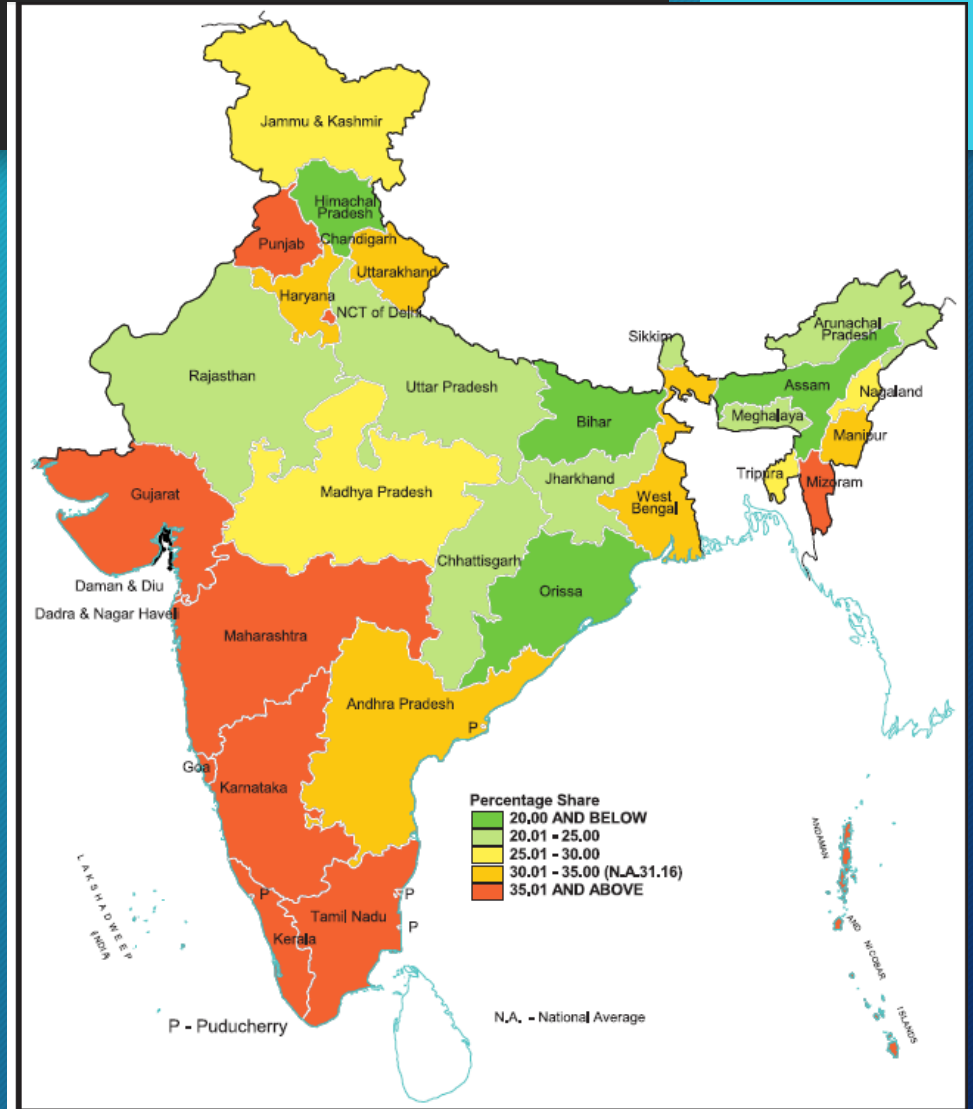 Jammu & Kashmir
Himachal
Pradesh
Punjab
Chandigarh
Uttarakhand
Haryana
NCT of Delhi
Rajasthan
Uttar Pradesh
Sikkim
Arunachal
Pradesh
Assam
Nagaland
Meghalaya
Manipur
Bihar
Tripura
Mizoram
Jharkhand
West
Bengal
Gujarat
Madhya Pradesh
Chhattisgarh
Orissa
Daman & Diu
Dadra & Nagar Haveli
Maharashtra
Andhra Pradesh
P
Goa
Karnataka
Percentage Share
20.00 AND BELOW
20.01 - 25.00
25.01 - 30.00
30.01 - 35.00 (N.A.31.16)
35.01 AND ABOVE
LAKSHADWEEP
(INDIA)
P
P
Tamil Nadu
P
Kerala
ANDAMAN
AND
NICOBAR
ISLANDS
P - Puducherry
N.A. - National Average